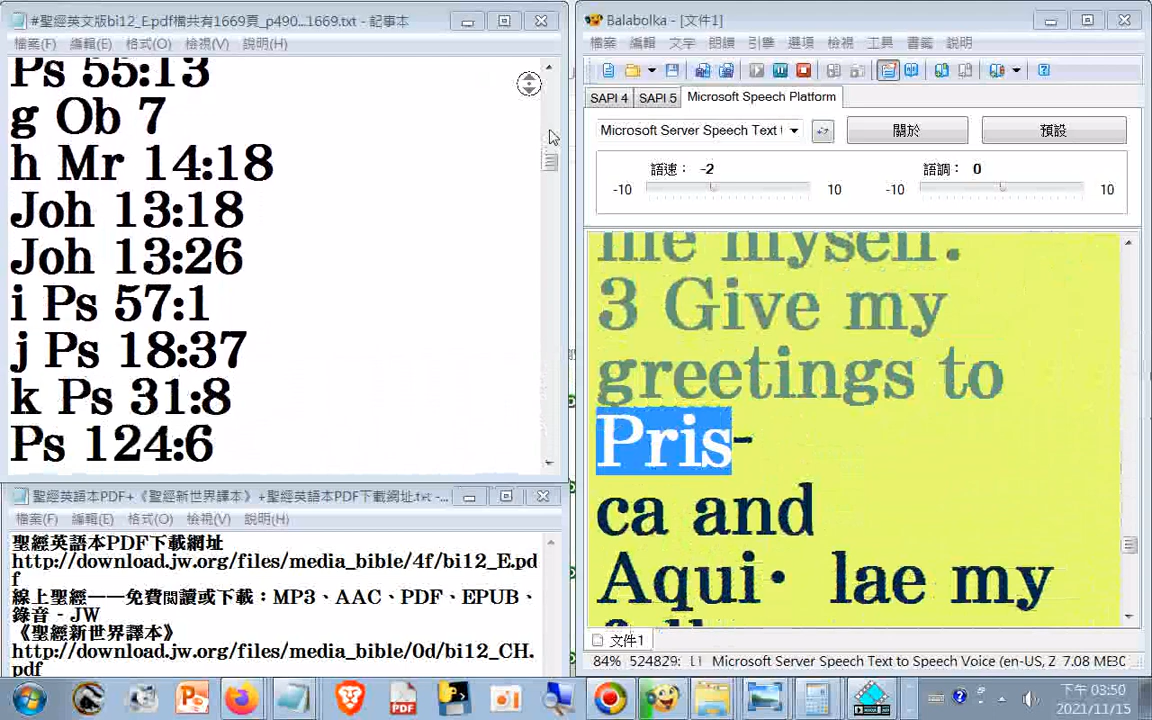 #聖經英文版bi12_E.pdf檔共有1669頁_p490...1669.txt - 記事本
檔案(F) 編輯(E) 格式(O) 檢視(V) 說明(H)
Ps 55:13
g Ob 7
h Mr 14:18
Joh 13:18
Joh 13:26
i Ps 57:1
j Ps 18:37
k Ps 31:8
Ps 124:6
聖經英語本PDF+《聖經新世界譯本》+聖經英語本PDF下載網址.txt -...
檔案(F) 編輯(E) 格式(O) 檢視(V) 說明(H)
聖經英語本PDF下載網址
http://download.jw.org/files/media_bible/4f/bi12_E.pd
f
線上聖經──免費閱讀或下載：MP3、AAC、PDF、EPUB、
錄音 - JW
《聖經新世界譯本》
http://download.jw.org/files/media_bible/0d/bi12_CH.
pdf
Balabolka - [文件1]
檔案 編輯 文字 朗讀 引擎 選項 檢視 工具 書籤 說明
SAPI 4 SAPI 5 Microsoft Speech Platform
Microsoft Server Speech Text 關於 預設
語速： -2 語調： 0
-10 10 -10 10
me myself.
3 Give my
greetings to
Pris-
ca and
Aqui· lae my
文件1
84% 524829: Microsoft Server Speech Text to Speech Voice (en-US, Z 7.08 МБ
下午 03:50
2021/11/15